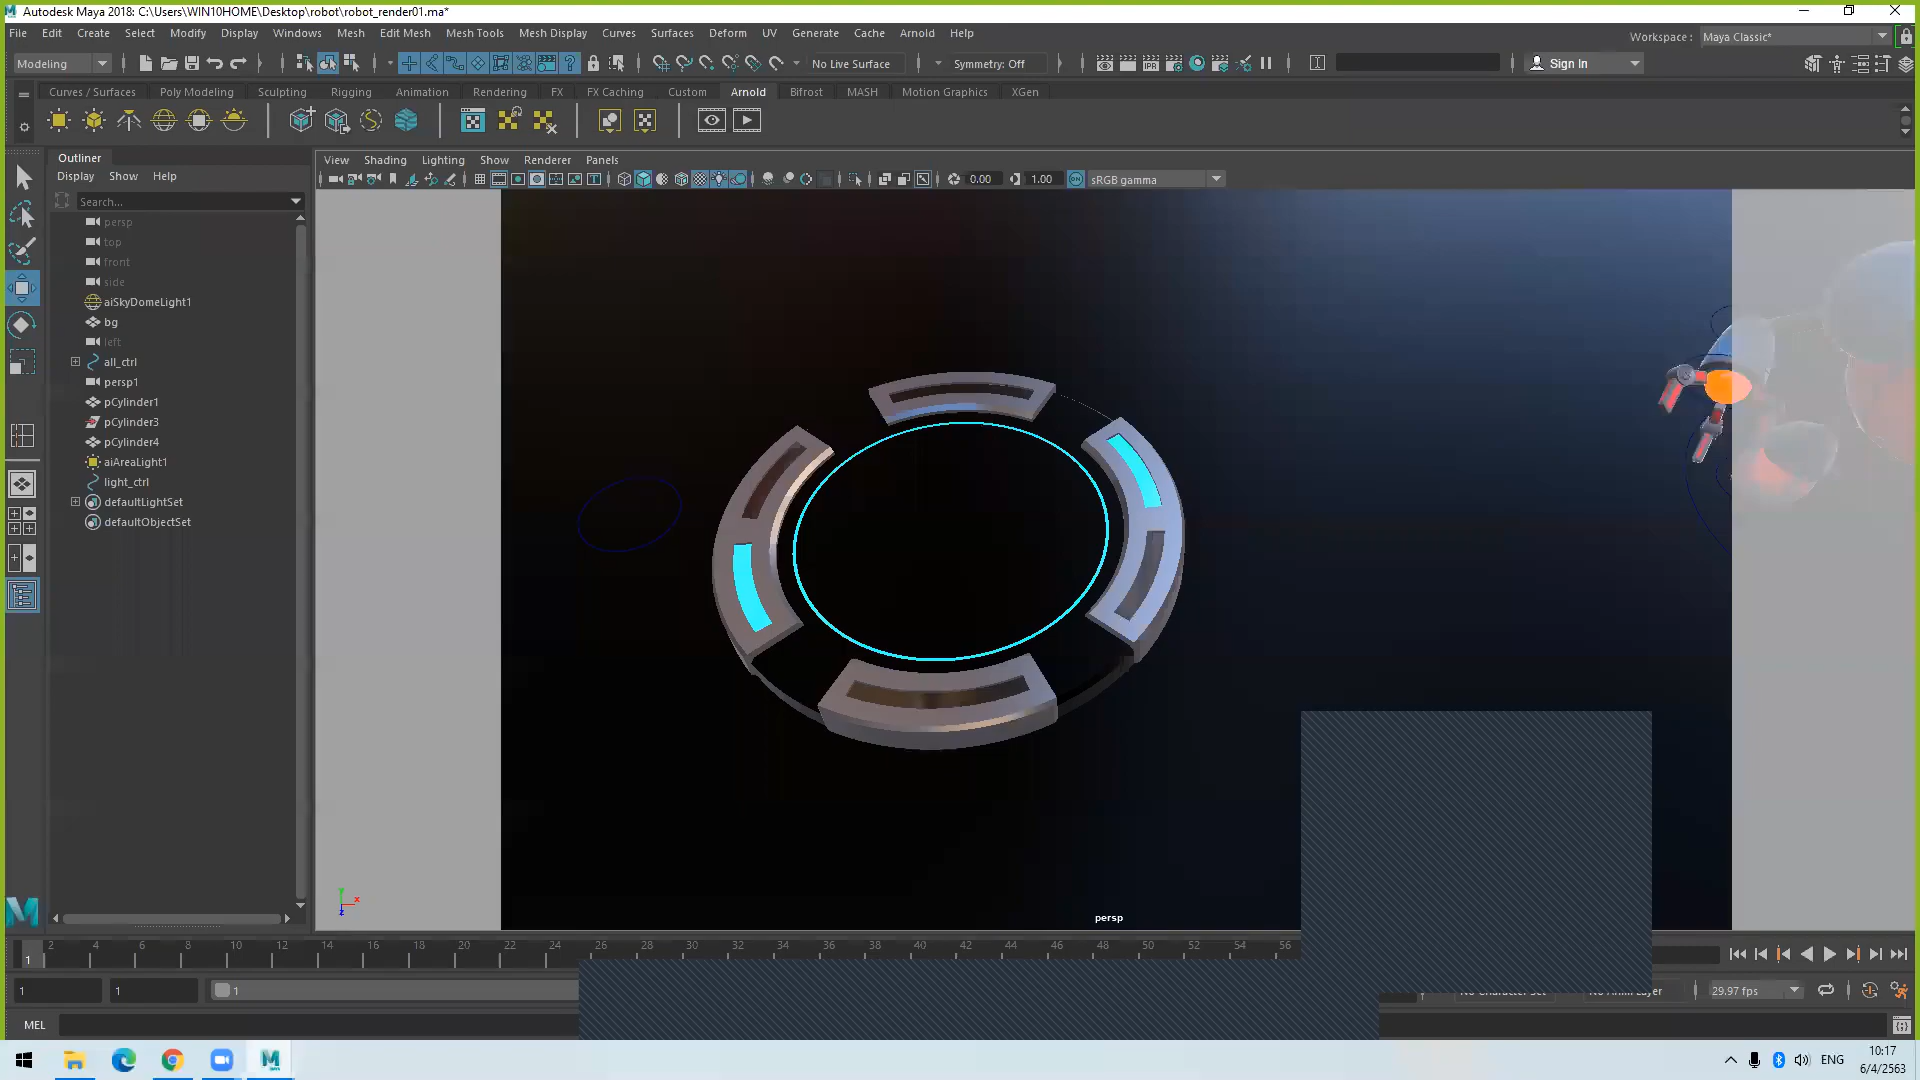 Autodesk Maya 2018: C:\Users\WIN10HOME\Desktop\robot\robot_render01.ma*
File Edit Create Select Modify Display Windows Mesh Edit Mesh Mesh Tools Mesh Display Curves Surfaces Deform UV Generate Cache Arnold Help
Workspace : Maya Classic*
Modeling No Live Surface Symmetry: Off Sign In
Curves / Surfaces Poly Modeling Sculpting Rigging Animation Rendering FX FX Caching Custom Arnold Bifrost MASH Motion Graphics XGen
Outliner
Display Show Help
Search...
View Shading Lighting Show Renderer Panels
0.00 1.00 sRGB gamma
persp
top
front
side
aiSkyDomeLight1
bg
left
all_ctrl
persp1
pCylinder1
pCylinder3
pCylinder4
aiAreaLight1
light_ctrl
defaultLightSet
defaultObjectSet
y
x
z
persp
2 4 6 8 10 12 14 16 18 20 22 24 26 28 30 32 34 36 38 40 42 44 46 48 50 52 54 56
1
1 1 1 29.97 fps
MEL
M
ENG
10:17
6/4/2563